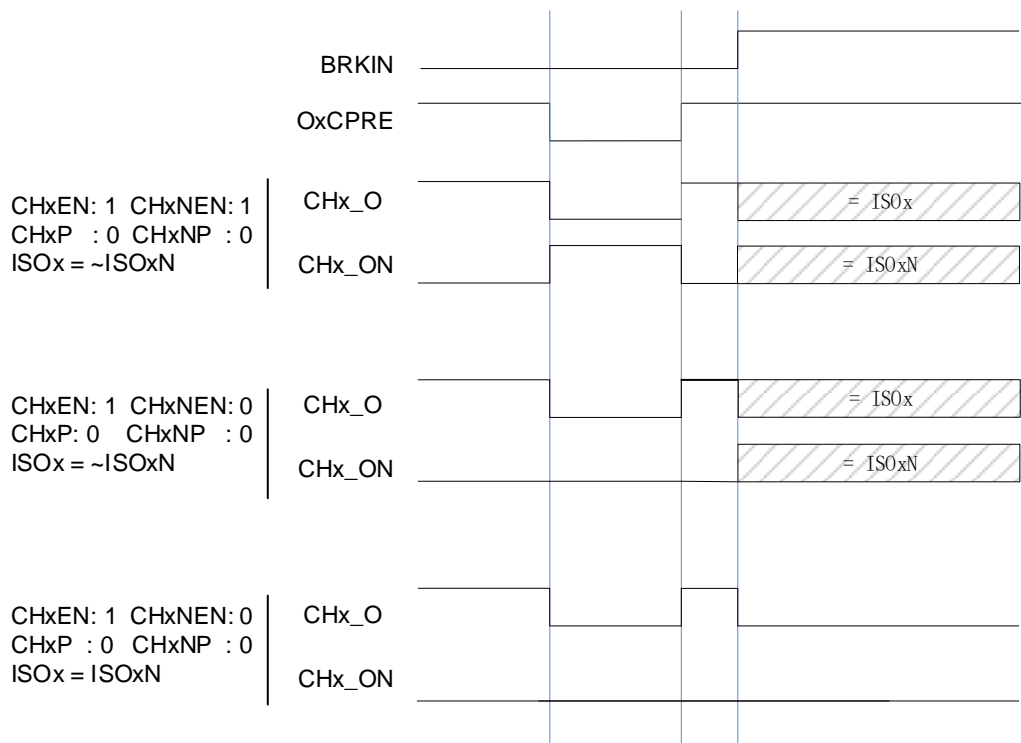 BRKIN
OxCPRE
CHxEN: 1 CHxNEN: 1
CHxP : 0 CHxNP : 0
ISOx = ~ISOxN
CHx_O
= ISOx
CHx_ON
= ISOxN
CHxEN: 1 CHxNEN: 0
CHxP: 0 CHxNP : 0
ISOx = ~ISOxN
CHx_O
= ISOx
CHx_ON
= ISOxN
CHxEN: 1 CHxNEN: 0
CHxP : 0 CHxNP : 0
ISOx = ISOxN
CHx_O
CHx_ON